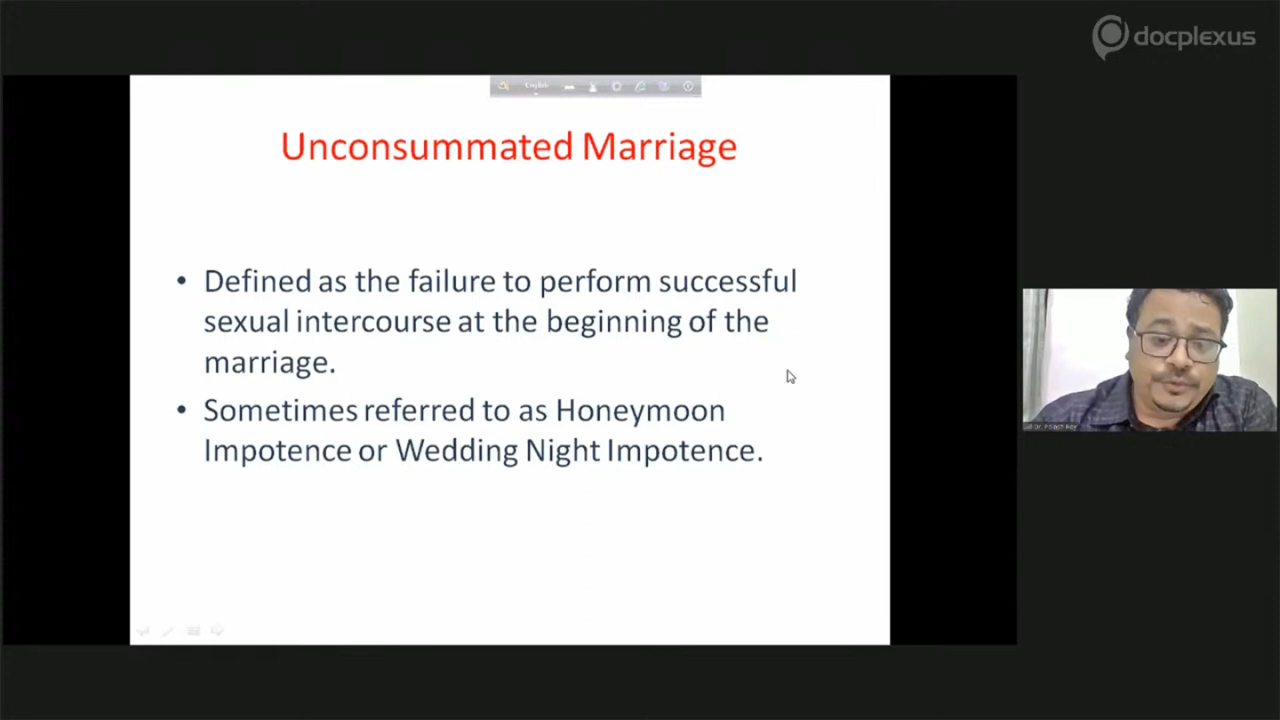 docplexus
English
Unconsummated Marriage
• Defined as the failure to perform successful
sexual intercourse at the beginning of the
marriage.
• Sometimes referred to as Honeymoon
Impotence or Wedding Night Impotence.